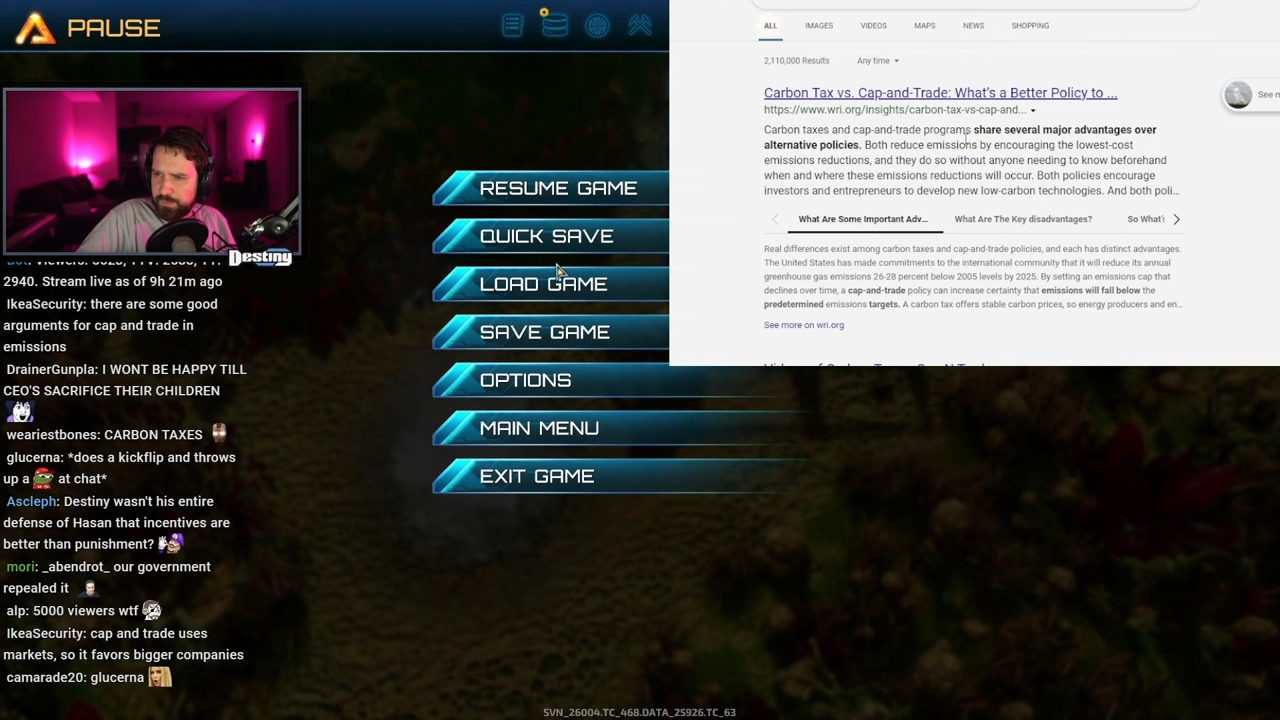 PAUSE
Destiny
2940. Stream live as of 9h 21m ago
IkeaSecurity: there are some good
arguments for cap and trade in
emissions
DrainerGunpla: I WONT BE HAPPY TILL
CEO'S SACRIFICE THEIR CHILDREN
weariestbones: CARBON TAXES
glucerna: *does a kickflip and throws
up a at chat*
Ascleph: Destiny wasn't his entire
defense of Hasan that incentives are
better than punishment?
mori: _abendrot_ our government
repealed it
alp: 5000 viewers wtf
IkeaSecurity: cap and trade uses
markets, so it favors bigger companies
camarade20: glucerna
RESUME GAME
QUICK SAVE
LOAD GAME
SAVE GAME
OPTIONS
MAIN MENU
EXIT GAME
ALL IMAGES VIDEOS MAPS NEWS SHOPPING
2,110,000 Results Any time
Carbon Tax vs. Cap-and-Trade: What's a Better Policy to ...
https://www.wri.org/insights/carbon-tax-vs-cap-and...
Carbon taxes and cap-and-trade programs share several major advantages over
alternative policies. Both reduce emissions by encouraging the lowest-cost
emissions reductions, and they do so without anyone needing to know beforehand
when and where these emissions reductions will occur. Both policies encourage
investors and entrepreneurs to develop new low-carbon technologies. And both poli...
What Are Some Important Adv... What Are The Key disadvantages? So What's
Real differences exist among carbon taxes and cap-and-trade policies, and each has distinct advantages.
The United States has made commitments to the international community that it will reduce its annual
greenhouse gas emissions 26-28 percent below 2005 levels by 2025. By setting an emissions cap that
declines over time, a cap-and-trade policy can increase certainty that emissions will fall below the
predetermined emissions targets. A carbon tax offers stable carbon prices, so energy producers and en...
See more on wri.org
See m
SVN_26004.TC_468.DATA_25926.TC_63